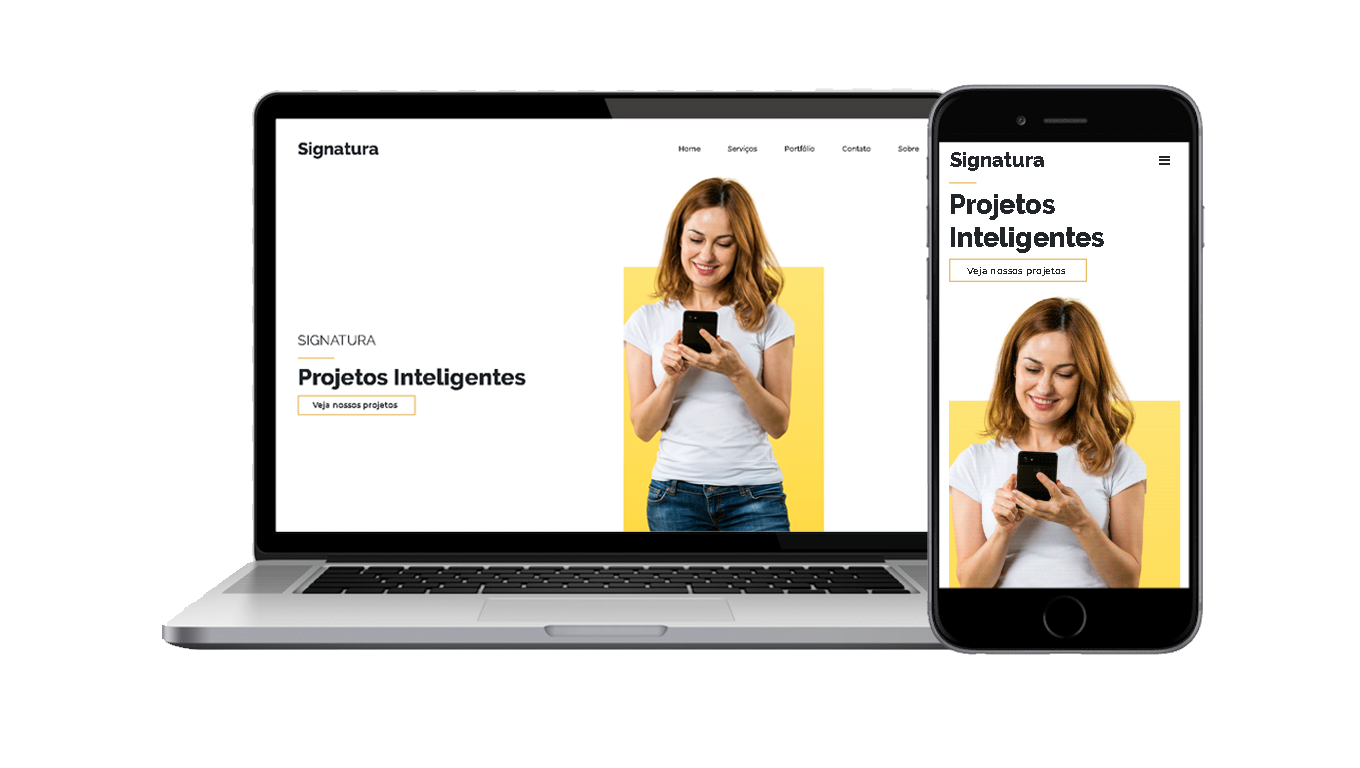 Signatura
Home Serviços Portfólio Contato Sobre
SIGNATURA
Projetos Inteligentes
Veja nossos projetos
Signatura
Projetos
Inteligentes
Veja nossos projetos